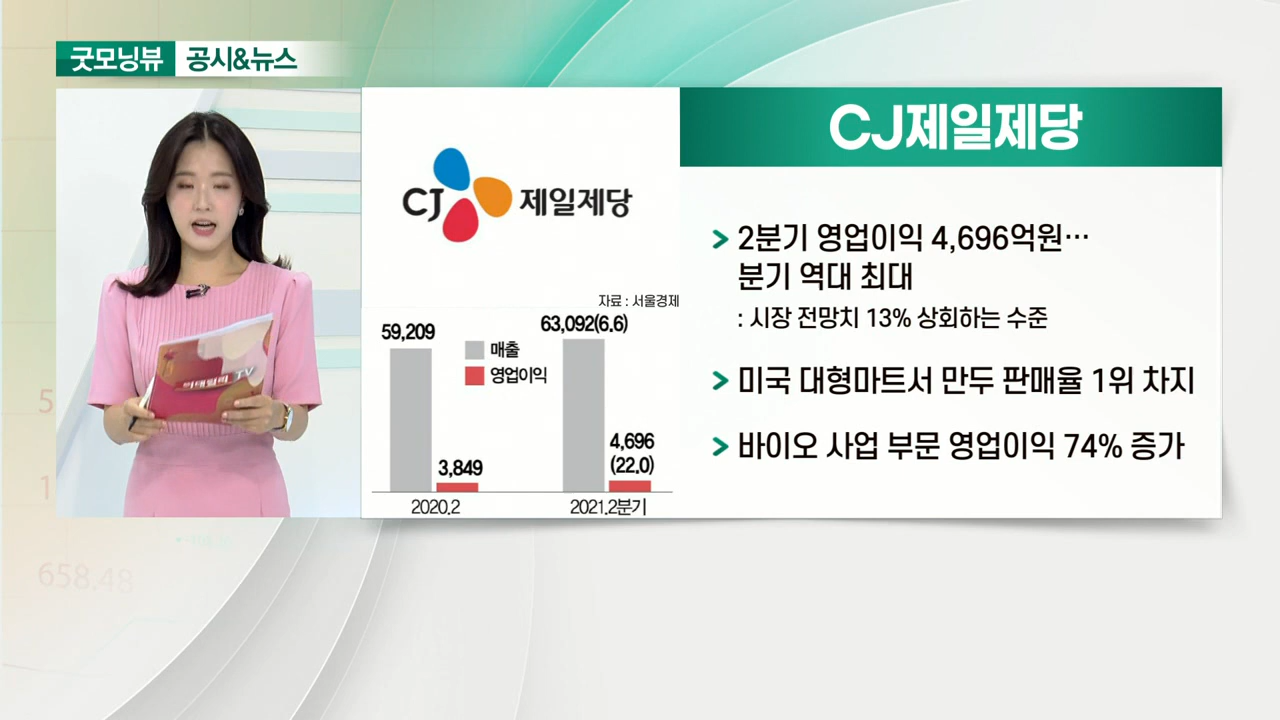 굿모닝뷰 공시&뉴스
CJ 제일제당
자료 : 서울경제
59,209
63,092(6.6)
매출
영업이익
3,849
4,696
(22.0)
2020.2
2021.2분기
CJ제일제당
2분기 영업이익 4,696억원…
분기 역대 최대
: 시장 전망치 13% 상회하는 수준
미국 대형마트서 만두 판매율 1위 차지
바이오 사업 부문 영업이익 74% 증가
658.48